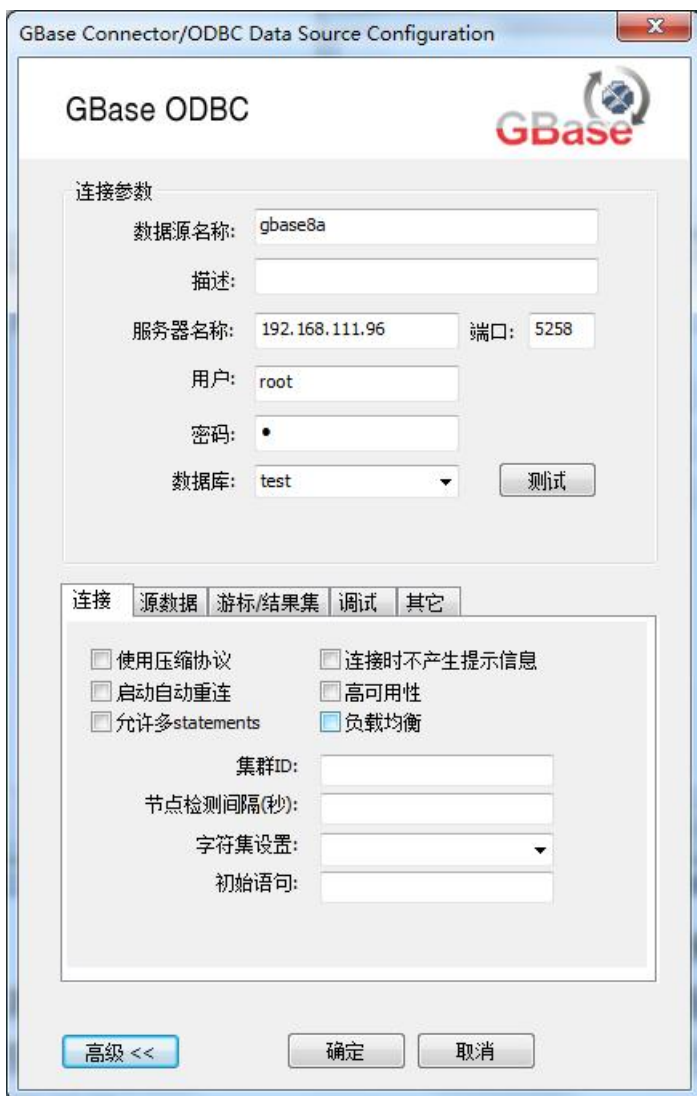 GBase Connector/ODBC Data Source Configuration
GBase ODBC
GBase
连接参数
数据源名称: gbase8a
描述:
服务器名称: 192.168.111.96 端口: 5258
用户: root
密码: •
数据库: test 测试
连接 源数据 游标/结果集 调试 其它
使用压缩协议 连接时不产生提示信息
启动自动重连 高可用性
允许多statements 负载均衡
集群ID:
节点检测间隔(秒):
字符集设置:
初始语句:
高级 << 确定 取消